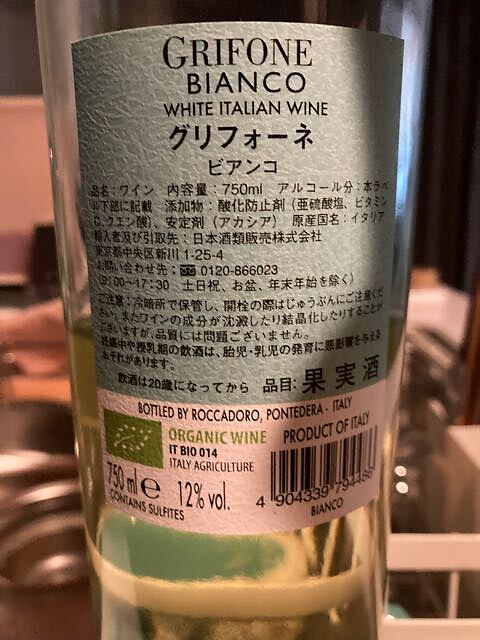 GRIFONE
BIANCO
WHITE ITALIAN WINE
グリフォーネ
ビアンコ
品名：ワイン 内容量：750ml アルコール分：本ラベ
ル下部に記載 添加物：酸化防止剤（亜硫酸塩、ビタミン
C、クエン酸）、安定剤（アカシア） 原産国名：イタリア
輸入者及び引取先：日本酒類販売株式会社
東京都中央区新川1-25-4
お問い合わせ先：0120-866023
（9:00～17：30 土日祝、お盆、年末年始を除く）
ご注意：冷暗所で保管し、開栓の際はじゅうぶんにご注意くだ
さい。またワインの成分が沈澱したり結晶化したりすることが
ございますが、品質には問題ございません。
妊娠中や授乳期の飲酒は、胎児・乳児の発育に悪影響を与える
おそれがあります。
飲酒は20歳になってから 品目：果実酒
BOTTLED BY ROCCADORO, PONTEDERA - ITALY
ORGANIC WINE PRODUCT OF ITALY
IT BIO 014
ITALY AGRICULTURE
750 ml e 12% vol.
CONTAINS SULFITES
4 904339 794498
BIANCO